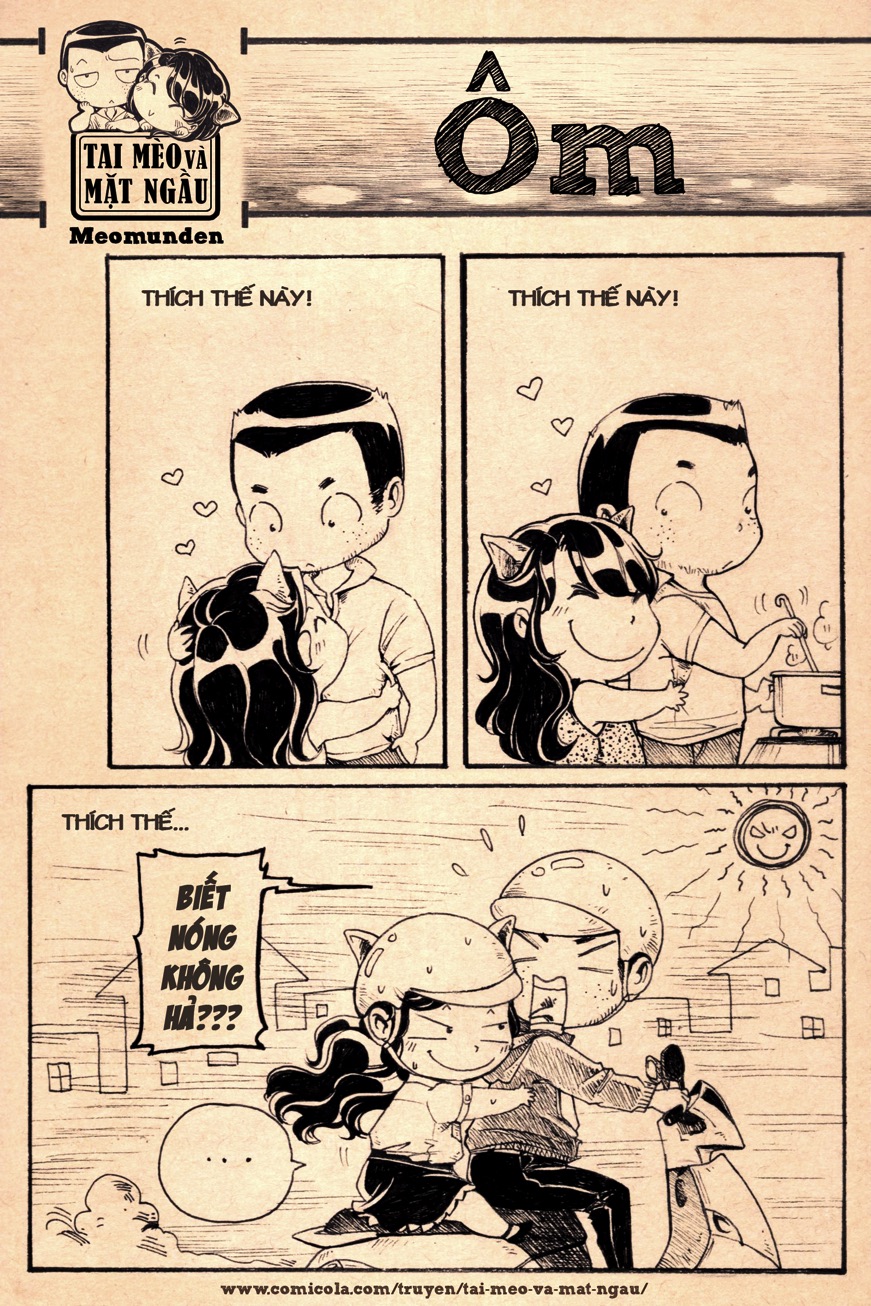 Ôm
TAI MÈO VÀ
MẶT NGẦU
Meomunden
THÍCH THẾ NÀY!
THÍCH THẾ NÀY!
THÍCH THẾ...
BIẾT
NÓNG
KHÔNG
HẢ???
...
www.comicola.com/truyen/tai-meo-va-mat-ngau/